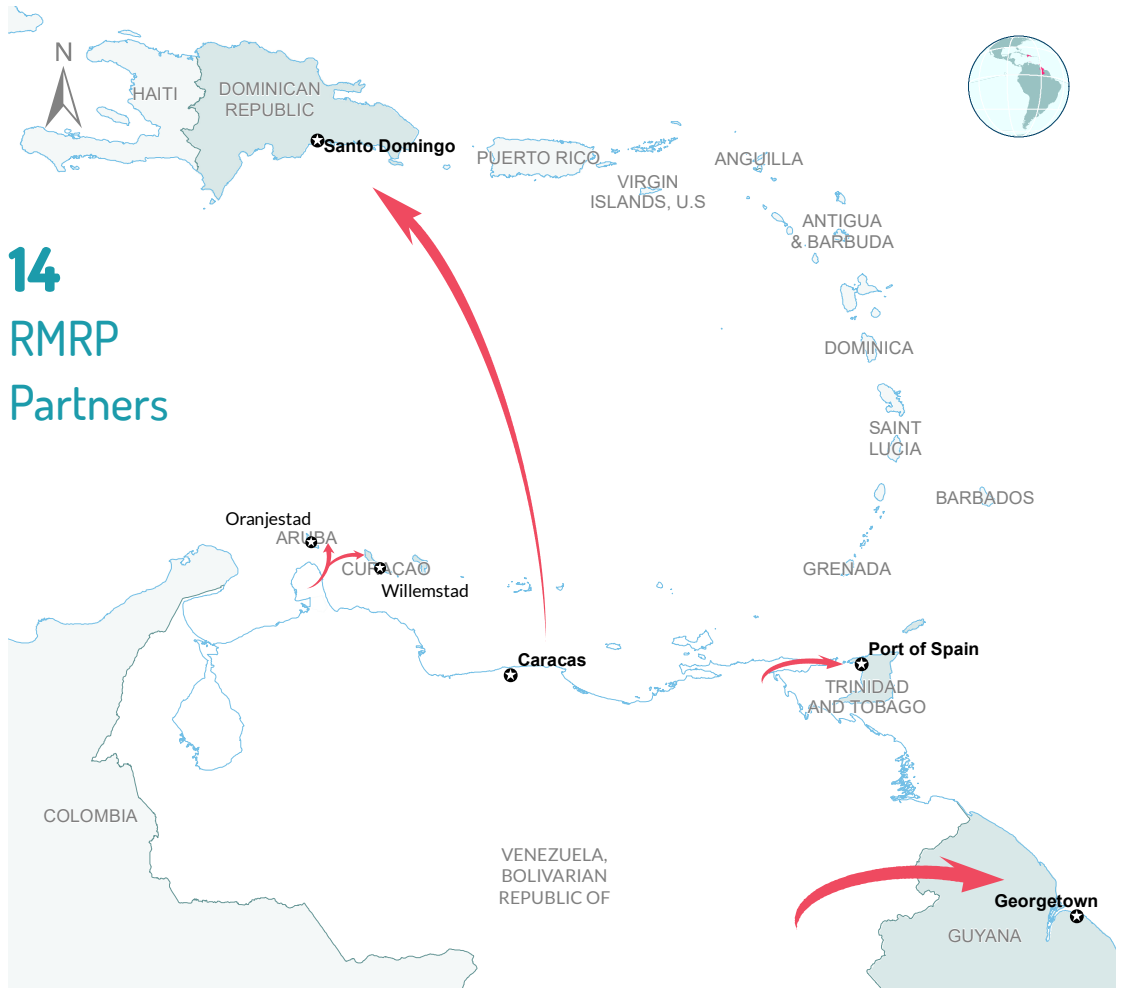 N
HAITI
DOMINICAN
REPUBLIC
Santo Domingo
PUERTO RICO
VIRGIN
ISLANDS, U.S
ANGUILLA
ANTIGUA
& BARBUDA
14
RMRP
Partners
DOMINICA
SAINT
LUCIA
BARBADOS
Oranjestad
ARUBA
CURAÇAO
Willemstad
GRENADA
Caracas
Port of Spain
TRINIDAD
AND TOBAGO
COLOMBIA
VENEZUELA,
BOLIVARIAN
REPUBLIC OF
Georgetown
GUYANA